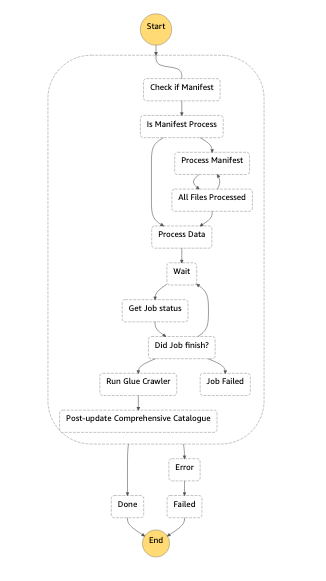 Start
Check if Manifest
Is Manifest Process
Process Manifest
All Files Processed
Process Data
Wait
Get Job status
Did Job finish?
Run Glue Crawler
Job Failed
Post-update Comprehensive Catalogue
Error
Done
Failed
End